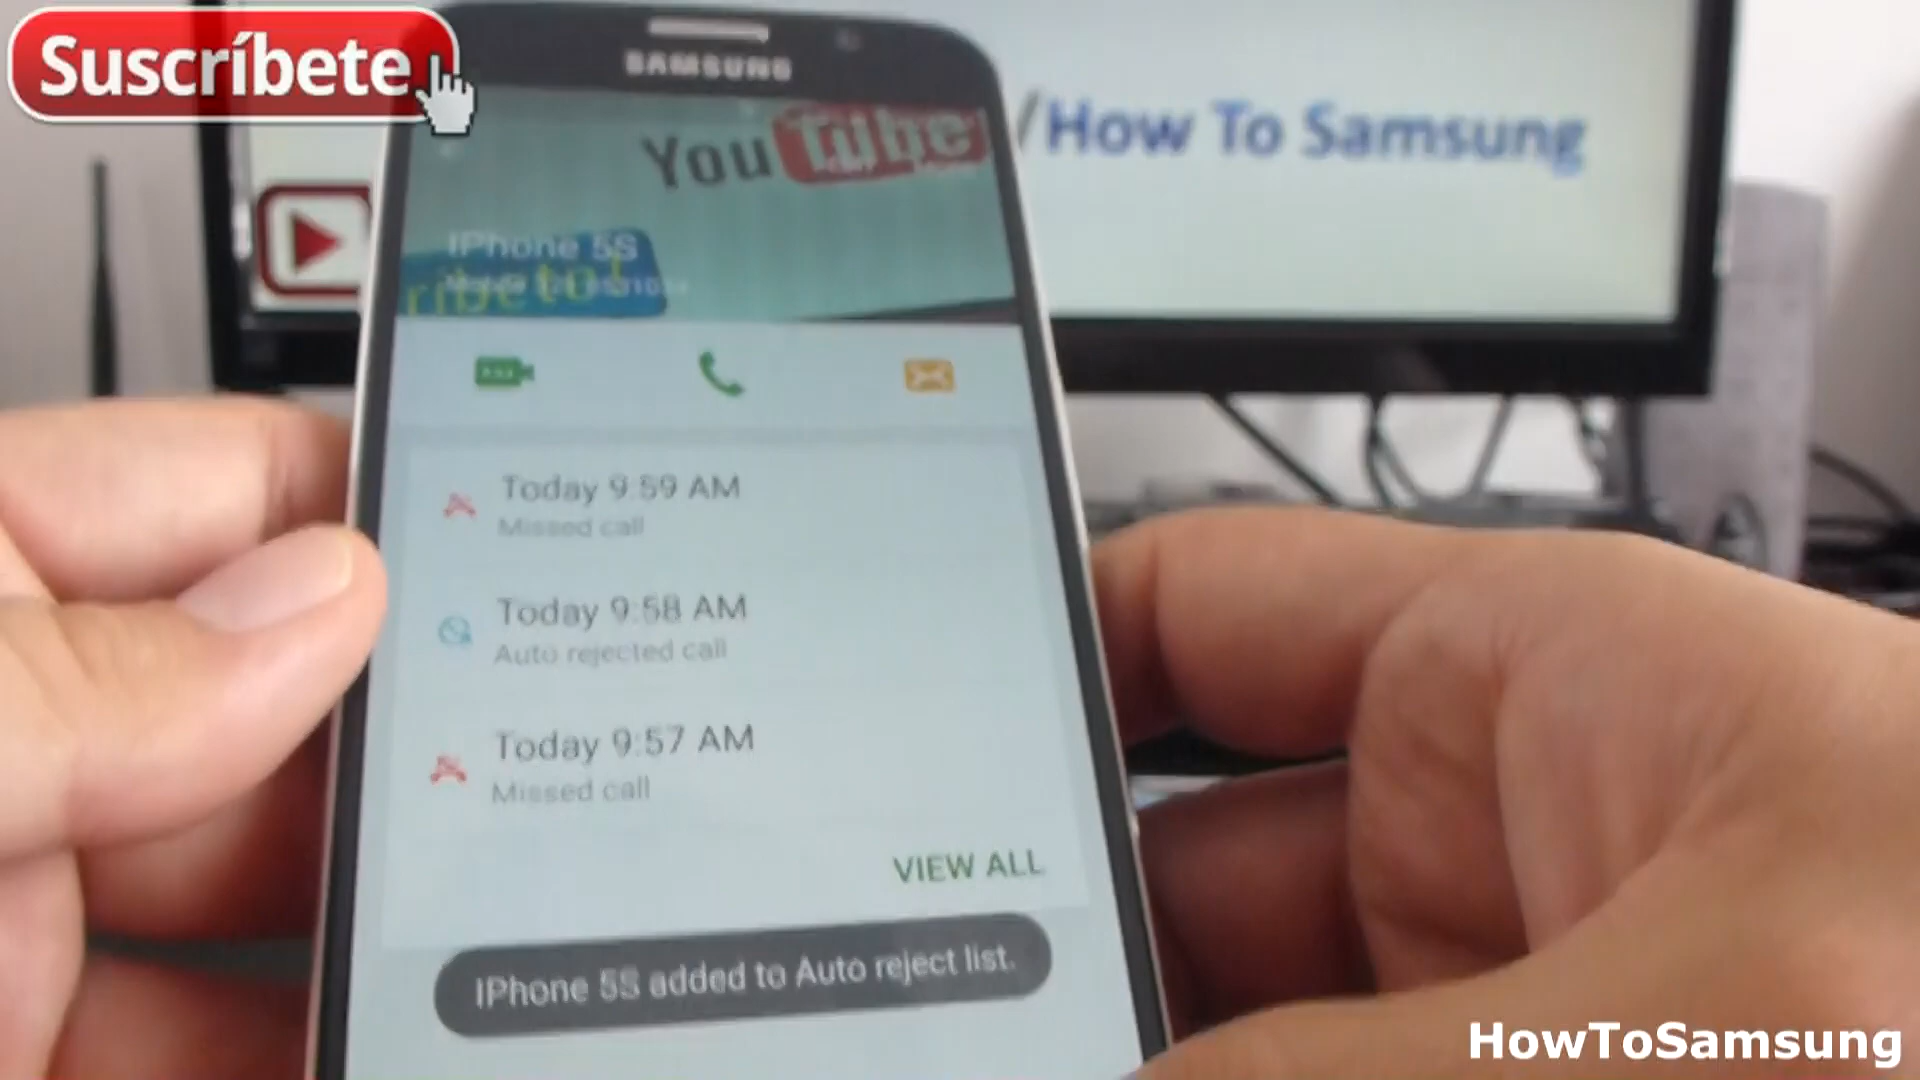 Suscríbete
SAMSUNG
YouTube
/How To Samsung
IPhone 5S
Mobile
Today 9:59 AM
Missed call
Today 9:58 AM
Auto rejected call
Today 9:57 AM
Missed call
VIEW ALL
IPhone 5S added to Auto reject list.
HowToSamsung